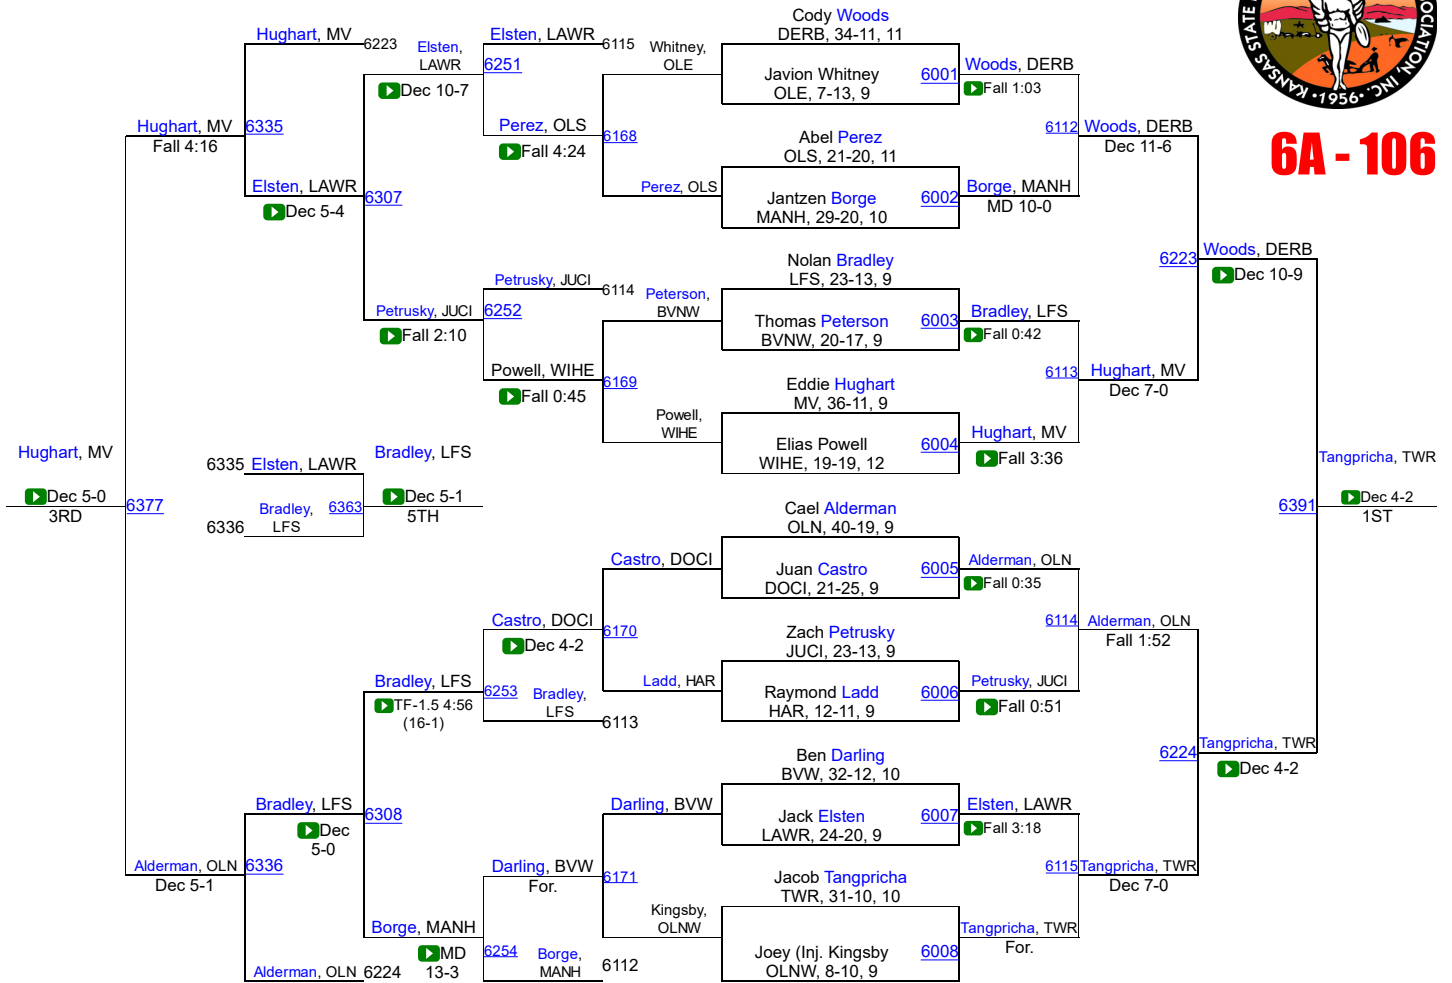 KANSAS STATE A
OCIATION, INC.
•1956•
6A - 106
Cody Woods
DERB, 34-11, 11
Javion Whitney
OLE, 7-13, 9
6001
Abel Perez
OLS, 21-20, 11
Jantzen Borge
MANH, 29-20, 10
6002
Nolan Bradley
LFS, 23-13, 9
Thomas Peterson
BVNW, 20-17, 9
6003
Eddie Hughart
MV, 36-11, 9
Elias Powell
WIHE, 19-19, 12
6004
Cael Alderman
OLN, 40-19, 9
Juan Castro
DOCI, 21-25, 9
6005
Zach Petrusky
JUCI, 23-13, 9
Raymond Ladd
HAR, 12-11, 9
6006
Ben Darling
BVW, 32-12, 10
Jack Elsten
LAWR, 24-20, 9
6007
Jacob Tangpricha
TWR, 31-10, 10
Joey (Inj. Kingsby
OLNW, 8-10, 9
6008
Woods, DERB
Fall 1:03
6112
Borge, MANH
MD 10-0
Bradley, LFS
Fall 0:42
6113
Hughart, MV
Fall 3:36
Alderman, OLN
Fall 0:35
6114
Petrusky, JUCI
Fall 0:51
Elsten, LAWR
Fall 3:18
6115
Tangpricha, TWR
For.
Woods, DERB
Dec 11-6
6223
Hughart, MV
Dec 7-0
Alderman, OLN
Fall 1:52
6224
Tangpricha, TWR
Dec 7-0
Woods, DERB
Dec 10-9
6391
Tangpricha, TWR
Dec 4-2
Tangpricha, TWR
Dec 4-2
1ST
Whitney,
OLE
6168
Perez, OLS
Peterson,
BVNW
6169
Powell,
WIHE
Castro, DOCI
6170
Ladd, HAR
Darling, BVW
6171
Kingsby,
OLNW
Elsten, LAWR
6115
6251
Perez, OLS
Fall 4:24
Petrusky, JUCI
6114
6252
Powell, WIHE
Fall 0:45
Castro, DOCI
Dec 4-2
6253
Bradley,
LFS
6113
Darling, BVW
For.
6254
Borge,
MANH
6112
Elsten,
LAWR
Dec 10-7
6307
Petrusky, JUCI
Fall 2:10
Bradley, LFS
TF-1.5 4:56
(16-1)
6308
Borge, MANH
MD
13-3
Hughart, MV
6223
6335
Elsten, LAWR
Dec 5-4
Bradley, LFS
Dec
5-0
6336
Alderman, OLN
6224
Hughart, MV
Fall 4:16
6377
Alderman, OLN
Dec 5-1
Hughart, MV
Dec 5-0
3RD
6335
Elsten, LAWR
6363
6336
Bradley,
LFS
Bradley, LFS
Dec 5-1
5TH